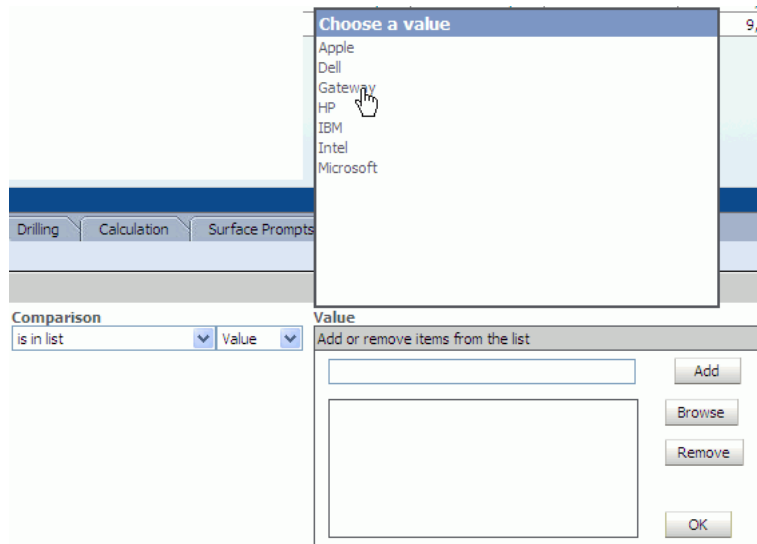 Choose a value
9,
Apple
Dell
Gateway
HP
IBM
Intel
Microsoft
Drilling Calculation Surface Prompts
Comparison Value
is in list Value Add or remove items from the list
Add
Browse
Remove
OK